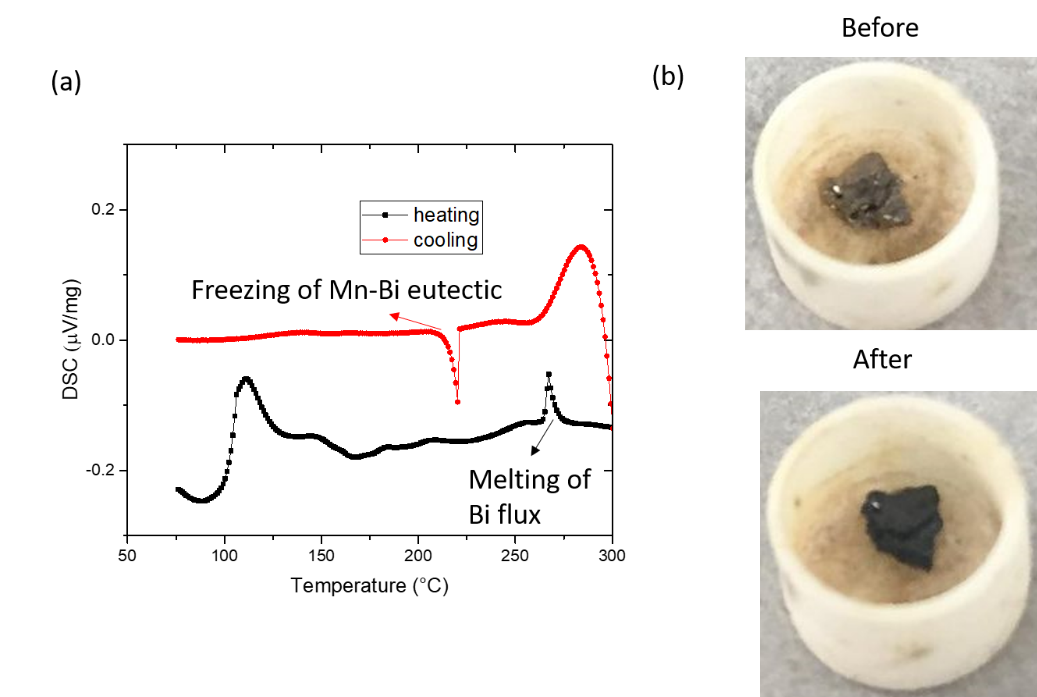 (a)
0.2
0.0
-0.2
DSC (μV/mg)
heating
cooling
Freezing of Mn-Bi eutectic
Melting of
Bi flux
50
100
150
200
250
300
Temperature (°C)
(b)
Before
After